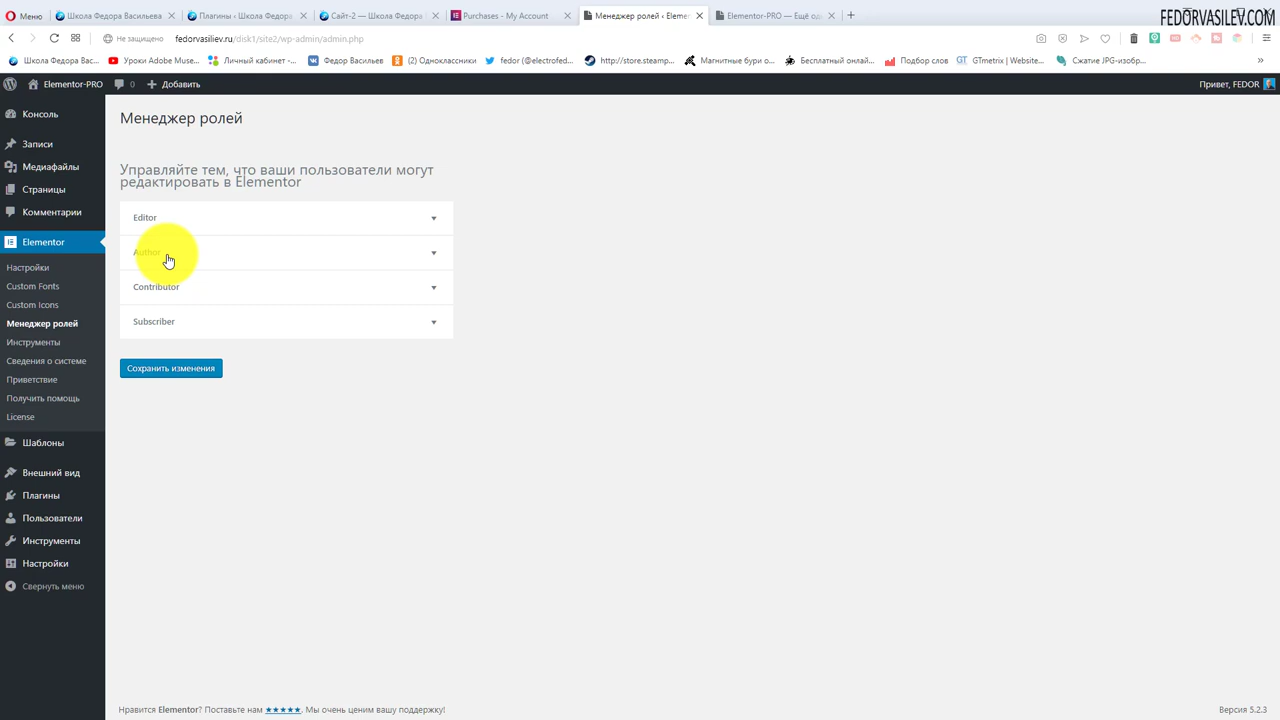 Меню
Школа Федора Васильева
Плагины ‹ Школа Федора
Сайт-2 — Школа Федора
Purchases - My Account
Менеджер ролей ‹ Elemen
Elementor-PRO — Ещё од
FEDORVASILEV.COM
Не защищено
fedorvasiliev.ru/disk1/site2/wp-admin/admin.php
Школа Федора Вас...
Уроки Adobe Muse...
Личный кабинет -...
Федор Васильев
(2) Одноклассники
fedor (@electrofed...
http://store.steamp...
Магнитные бури о...
Бесплатный онлай...
Подбор слов
GTmetrix | Website...
Сжатие JPG-изобр...
Elementor-PRO
0
Добавить
Привет, FEDOR
Консоль
Записи
Медиафайлы
Страницы
Комментарии
Elementor
Настройки
Custom Fonts
Custom Icons
Менеджер ролей
Инструменты
Сведения о системе
Приветствие
Получить помощь
License
Шаблоны
Внешний вид
Плагины
Пользователи
Инструменты
Настройки
Свернуть меню
Менеджер ролей
Управляйте тем, что ваши пользователи могут
редактировать в Elementor
Editor
Author
Contributor
Subscriber
Сохранить изменения
Нравится Elementor? Поставьте нам ★★★★★. Мы очень ценим вашу поддержку!
Версия 5.2.3